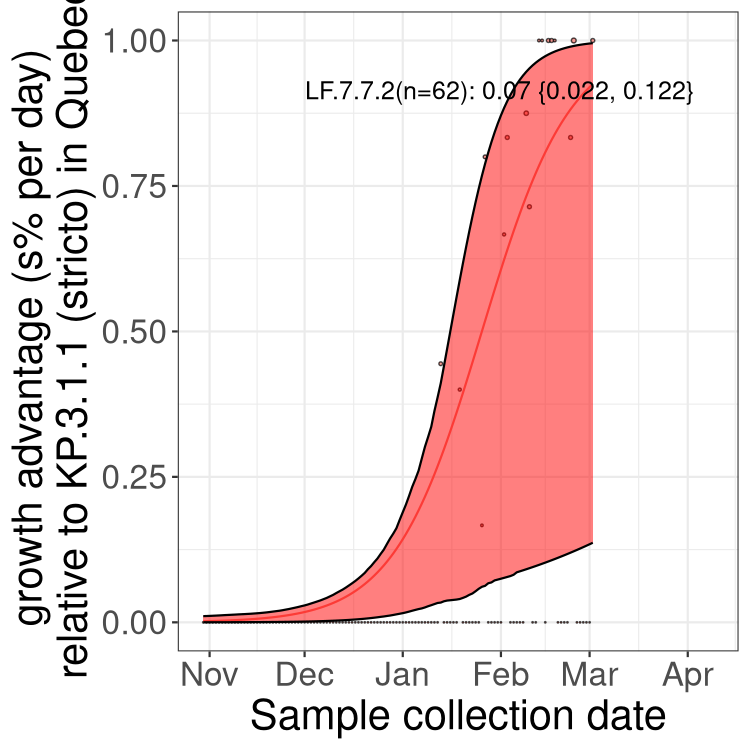 growth advantage (s% per day)
relative to KP.3.1.1 (stricto) in Quebec
1.00
0.75
0.50
0.25
0.00
LF.7.7.2(n=62): 0.07 {0.022, 0.122}
Nov Dec Jan Feb Mar Apr
Sample collection date